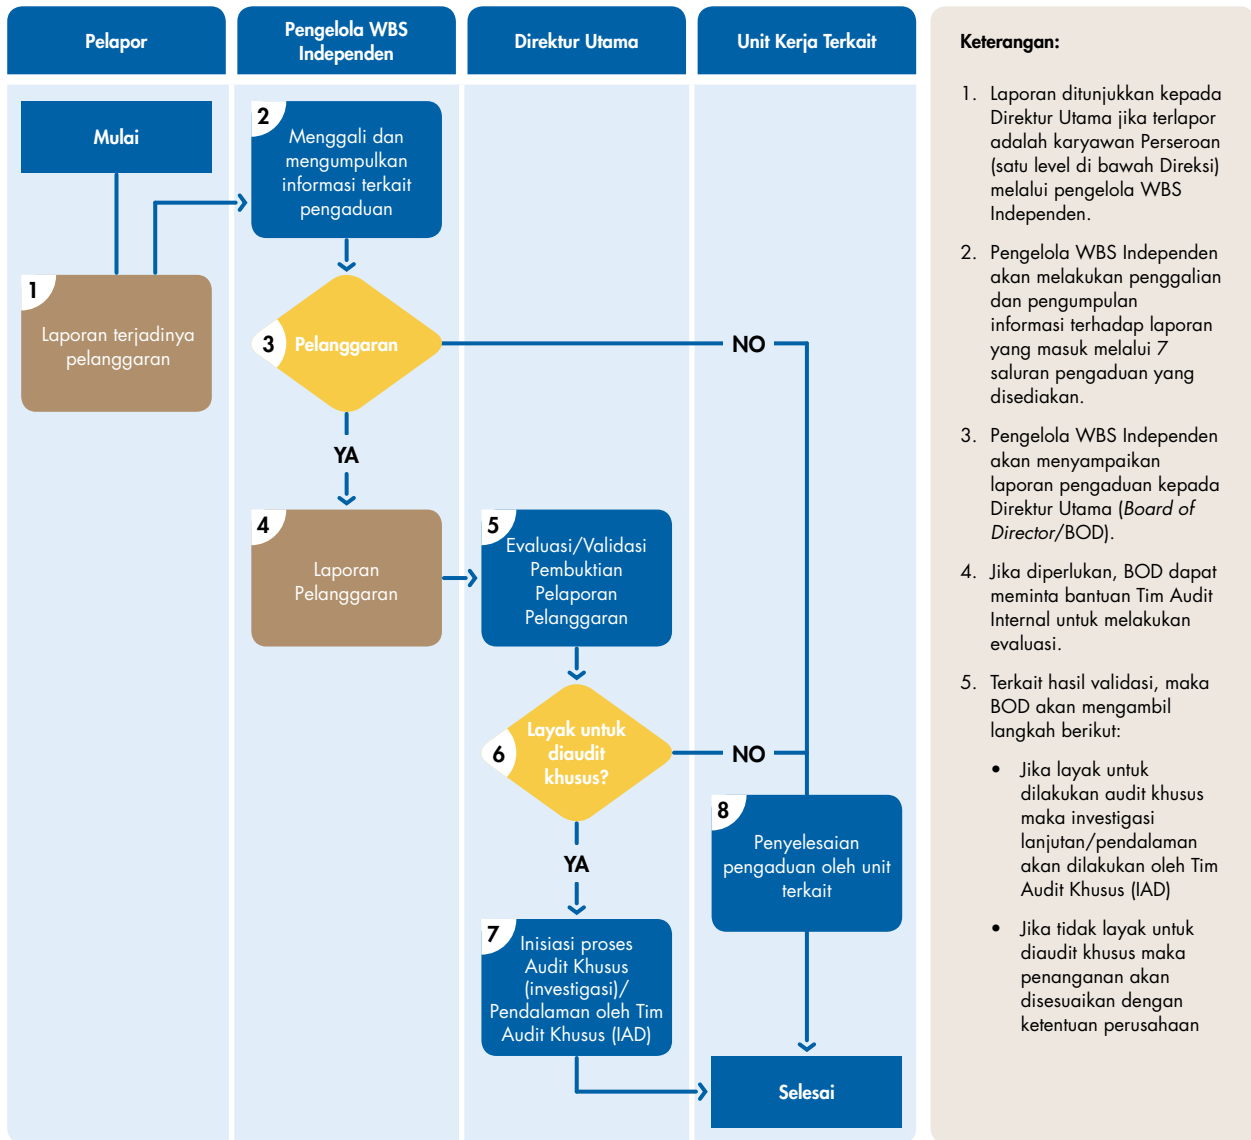 Pelapor
Pengelola WBS
Independen
Direktur Utama
Unit Kerja Terkait
Mulai
1
Laporan terjadinya
pelanggaran
2
Menggali dan
mengumpulkan
informasi terkait
pengaduan
3
Pelanggaran
NO
YA
4
Laporan
Pelanggaran
5
Evaluasi/Validasi
Pembuktian
Pelaporan
Pelanggaran
6
Layak untuk
diaudit
khusus?
NO
YA
7
Inisiasi proses
Audit Khusus
(investigasi)/
Pendalaman oleh Tim
Audit Khusus (IAD)
8
Penyelesaian
pengaduan oleh unit
terkait
Selesai
Keterangan:
1. Laporan ditunjukkan kepada
Direktur Utama jika terlapor
adalah karyawan Perseroan
(satu level di bawah Direksi)
melalui pengelola WBS
Independen.
2. Pengelola WBS Independen
akan melakukan penggalian
dan pengumpulan
informasi terhadap laporan
yang masuk melalui 7
saluran pengaduan yang
disediakan.
3. Pengelola WBS Independen
akan menyampaikan
laporan pengaduan kepada
Direktur Utama (Board of
Director/BOD).
4. Jika diperlukan, BOD dapat
meminta bantuan Tim Audit
Internal untuk melakukan
evaluasi.
5. Terkait hasil validasi, maka
BOD akan mengambil
langkah berikut:
• Jika layak untuk
dilakukan audit khusus
maka investigasi
lanjutan/pendalaman
akan dilakukan oleh Tim
Audit Khusus (IAD)
• Jika tidak layak untuk
diaudit khusus maka
penanganan akan
disesuaikan dengan
ketentuan perusahaan